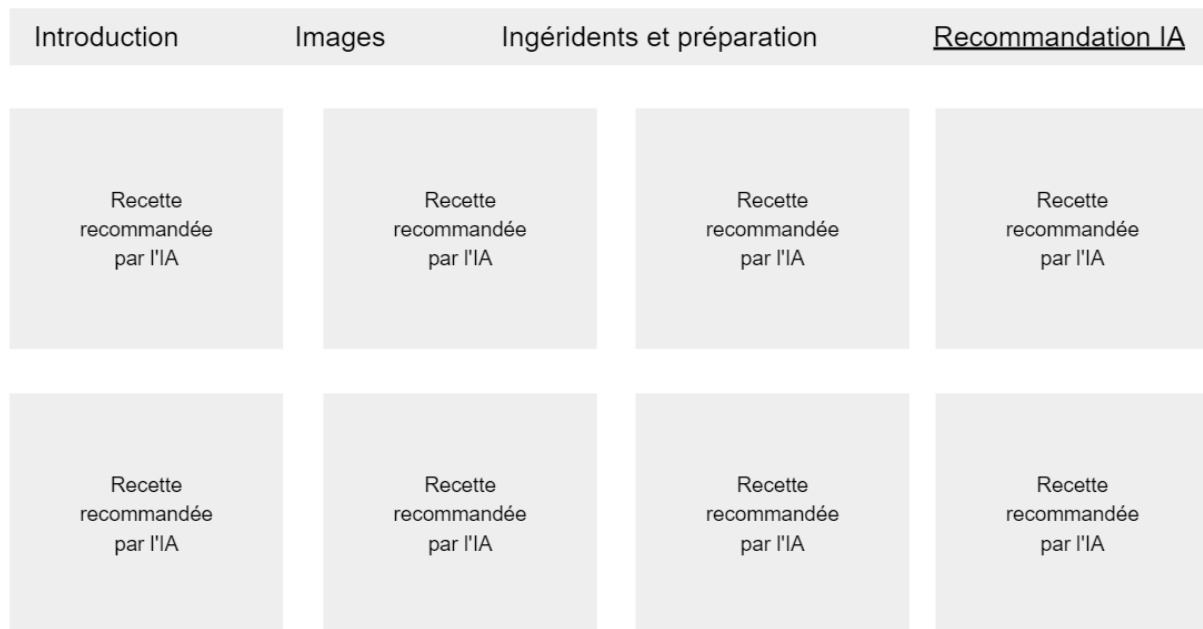 Introduction Images Ingéridents et préparation Recommandation IA
Recette
recommandée
par l'IA
Recette
recommandée
par l'IA
Recette
recommandée
par l'IA
Recette
recommandée
par l'IA
Recette
recommandée
par l'IA
Recette
recommandée
par l'IA
Recette
recommandée
par l'IA
Recette
recommandée
par l'IA